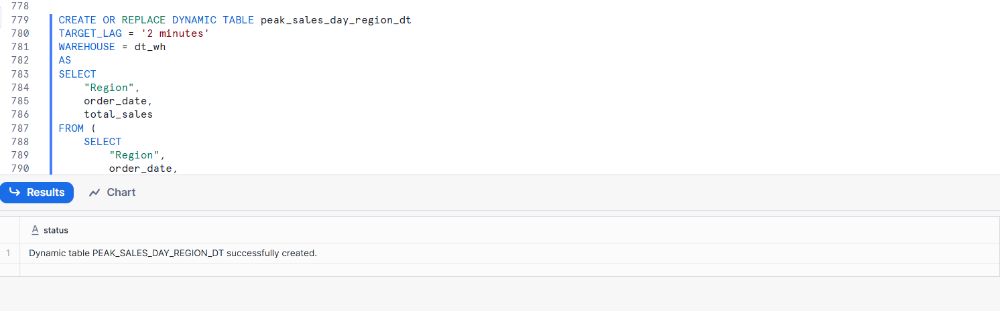 778
779 CREATE OR REPLACE DYNAMIC TABLE peak_sales_day_region_dt
780 TARGET_LAG = '2 minutes'
781 WAREHOUSE = dt_wh
782 AS
783 SELECT
784 "Region",
785 order_date,
786 total_sales
787 FROM (
788 SELECT
789 "Region",
790 order_date,
Results Chart
A status
1 Dynamic table PEAK_SALES_DAY_REGION_DT successfully created.